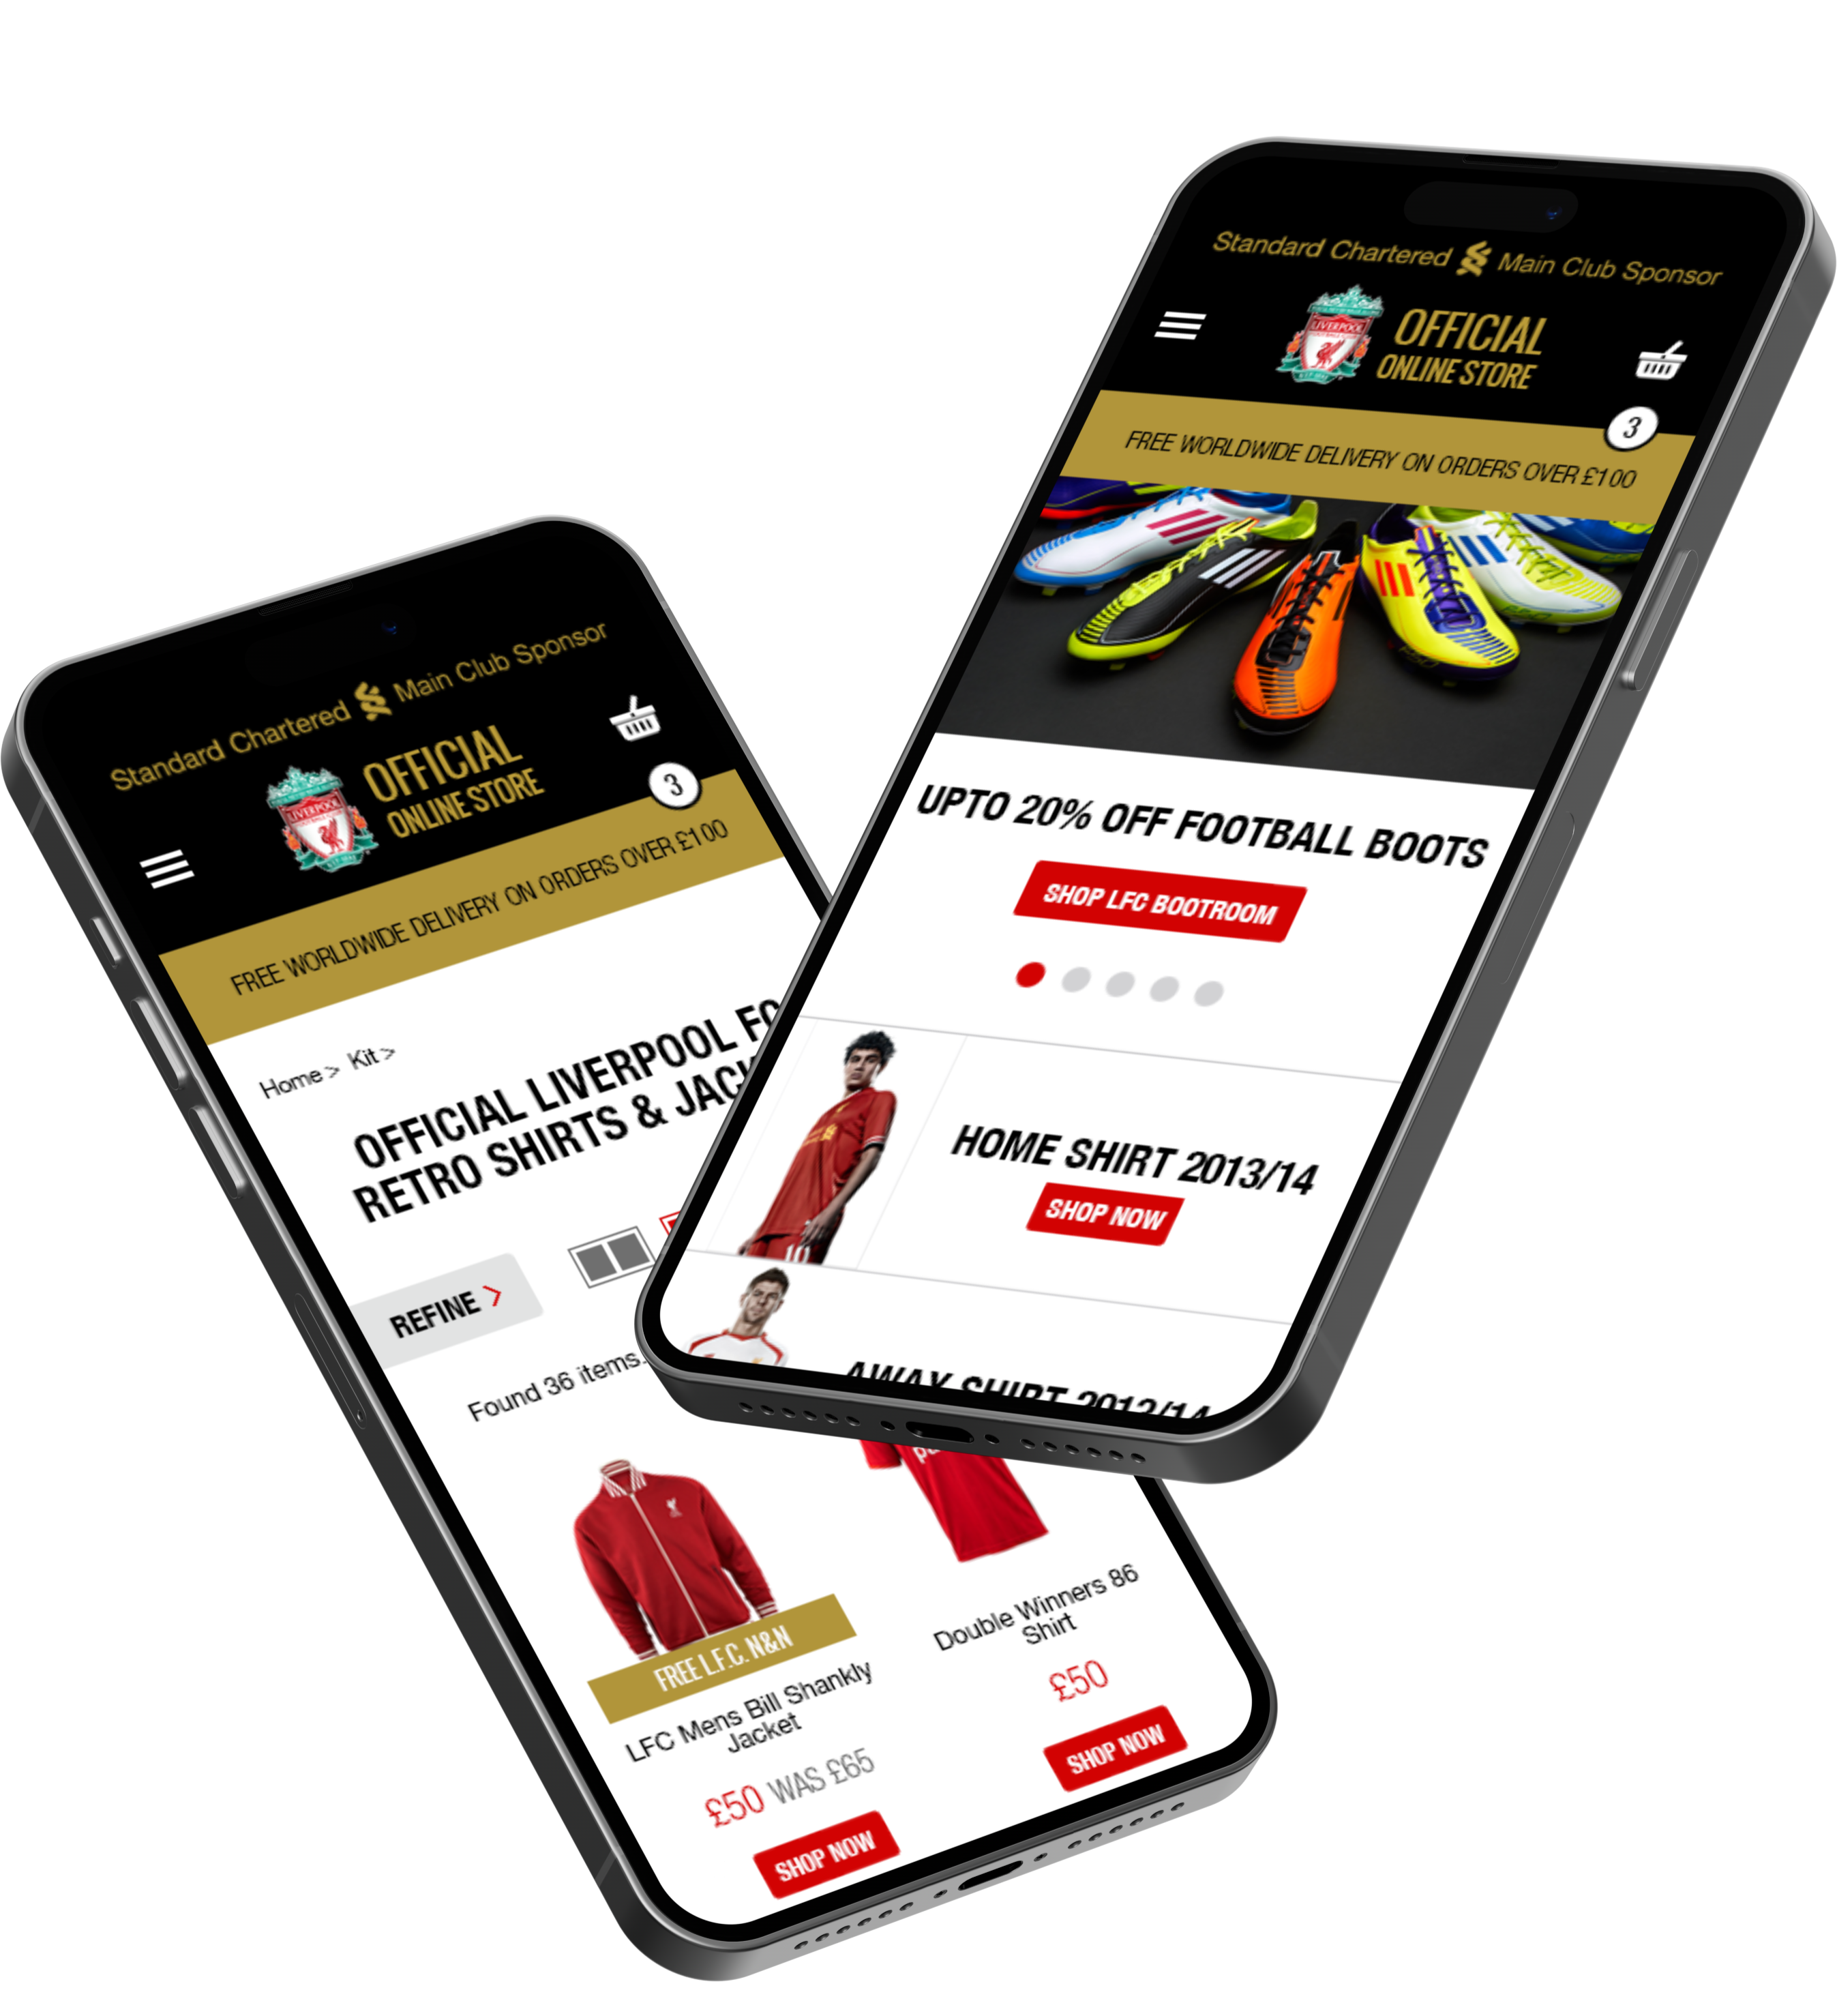 Standard Chartered Main Club Sponsor
LIVERPOOL
OFFICIAL
ONLINE STORE
3
FREE WORLDWIDE DELIVERY ON ORDERS OVER £100
UPTO 20% OFF FOOTBALL BOOTS
SHOP LFC BOOTROOM
HOME SHIRT 2013/14
SHOP NOW
10
AWAY SHIRT 2013/14
Standard Chartered Main Club Sponsor
LIVERPOOL
OFFICIAL
ONLINE STORE
3
FREE WORLDWIDE DELIVERY ON ORDERS OVER £100
Home > Kit >
OFFICIAL LIVERPOOL FC
RETRO SHIRTS & JACK
REFINE >
Found 36 items.
FREE L.F.C. N&N
LFC Mens Bill Shankly
Jacket
£50 WAS £65
SHOP NOW
Double Winners 86
Shirt
£50
SHOP NOW